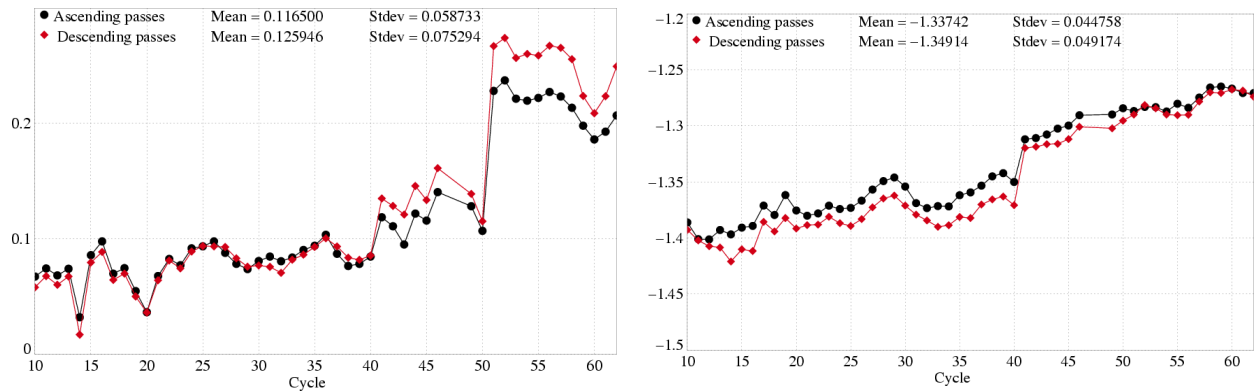 Ascending passes Mean = 0.116500 Stdev = 0.058733
Descending passes Mean = 0.125946 Stdev = 0.075294
0.2
0.1
0
10 15 20 25 30 35 40 45 50 55 60
Cycle
Ascending passes Mean = −1.33742 Stdev = 0.044758
Descending passes Mean = −1.34914 Stdev = 0.049174
−1.2
−1.25
−1.3
−1.35
−1.4
−1.45
−1.5
10 15 20 25 30 35 40 45 50 55 60
Cycle